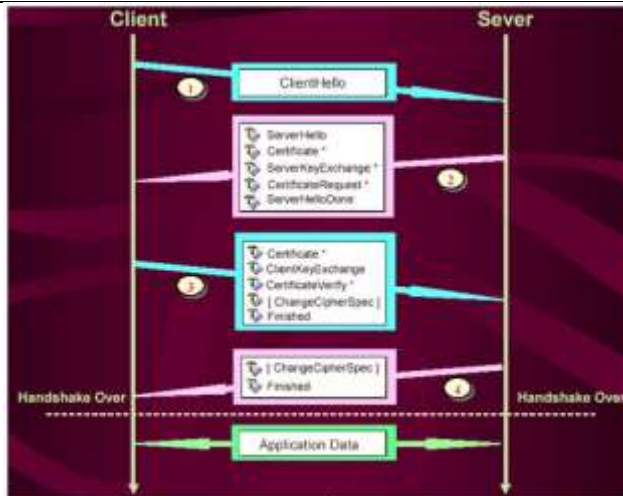 Client
Sever
1
ClientHello
ServerHello
Certificate *
ServerKeyExchange *
CertificateRequest *
ServerHelloDone
2
Certificate *
ClientKeyExchange
CertificateVerify *
[ ChangeCipherSpec ]
Finished
3
[ ChangeCipherSpec ]
Finished
4
Handshake Over
Handshake Over
Application Data